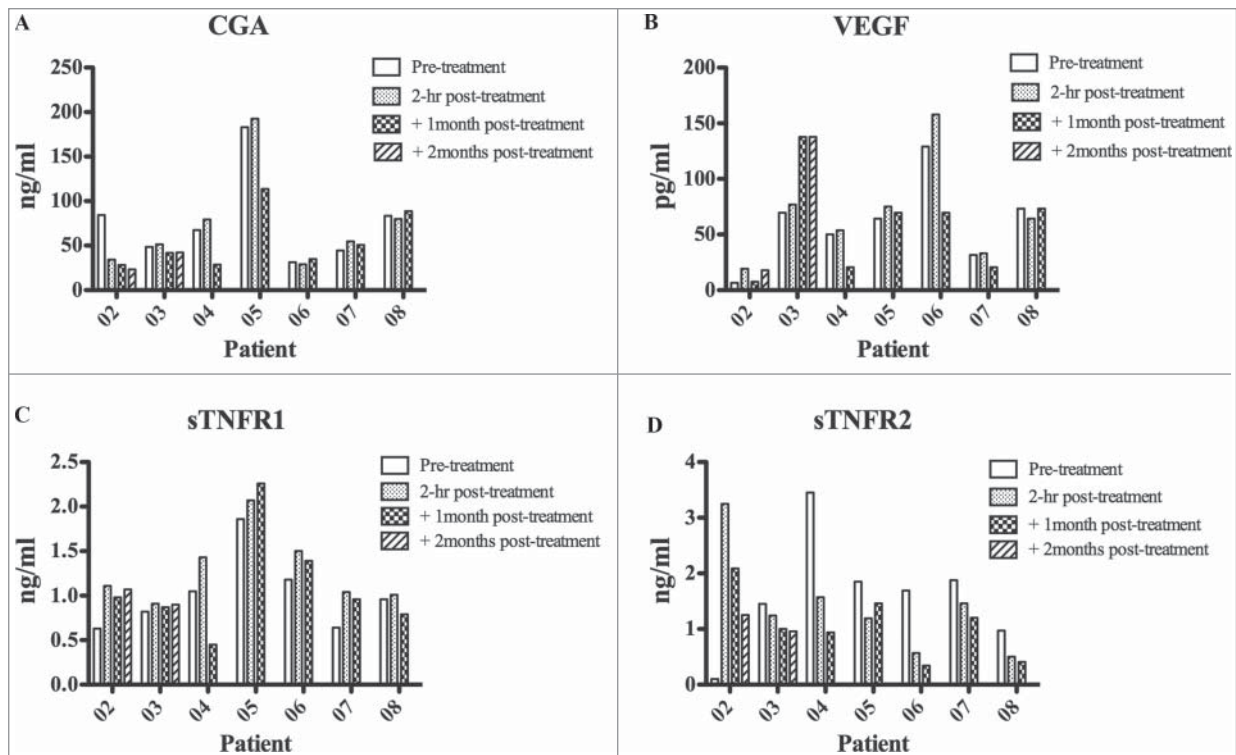 A
CGA
250
200
150
100
50
0
ng/ml
Pre-treatment
2-hr post-treatment
+ 1month post-treatment
+ 2months post-treatment
02 03 04 05 06 07 08
Patient
B
VEGF
200
150
100
50
0
pg/ml
Pre-treatment
2-hr post-treatment
+ 1month post-treatment
+ 2months post-treatment
02 03 04 05 06 07 08
Patient
C
sTNFR1
2.5
2.0
1.5
1.0
0.5
0.0
ng/ml
Pre-treatment
2-hr post-treatment
+ 1month post-treatment
+ 2months post-treatment
02 03 04 05 06 07 08
Patient
D
sTNFR2
4
3
2
1
0
ng/ml
Pre-treatment
2-hr post-treatment
+ 1month post-treatment
+ 2months post-treatment
02 03 04 05 06 07 08
Patient